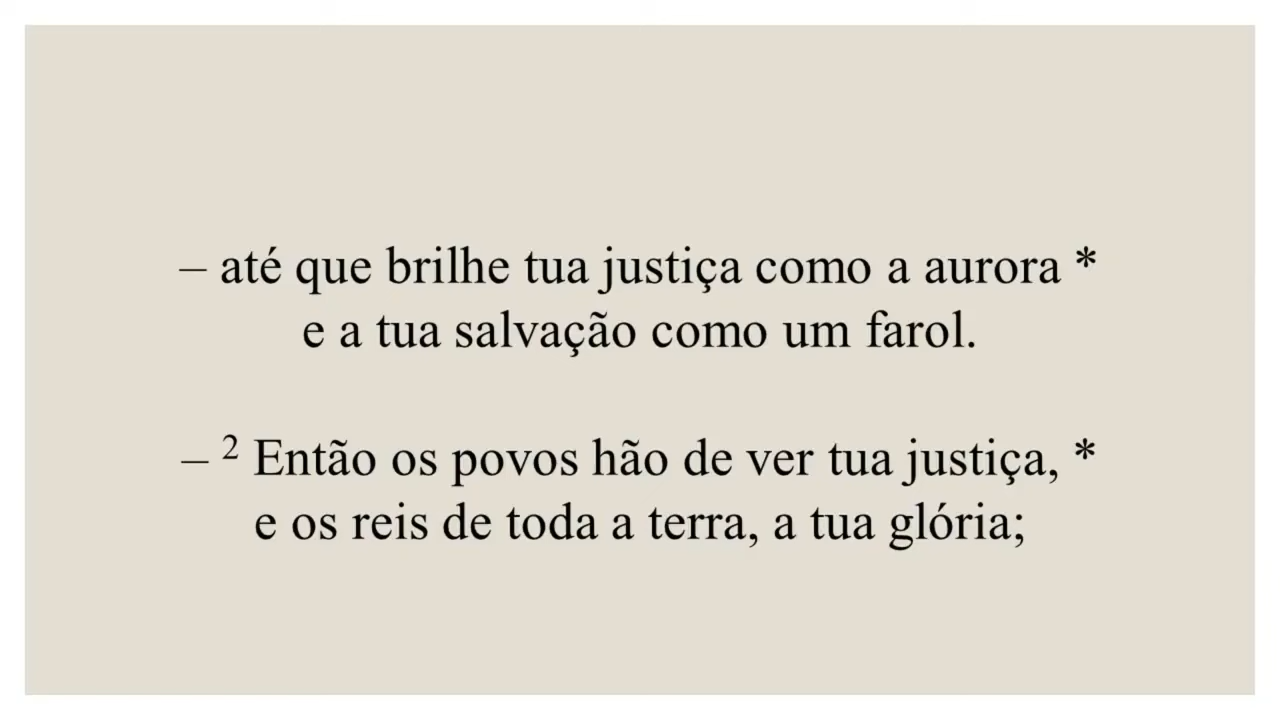 – até que brilhe tua justiça como a aurora *
e a tua salvação como um farol.
– ² Então os povos hão de ver tua justiça, *
e os reis de toda a terra, a tua glória;